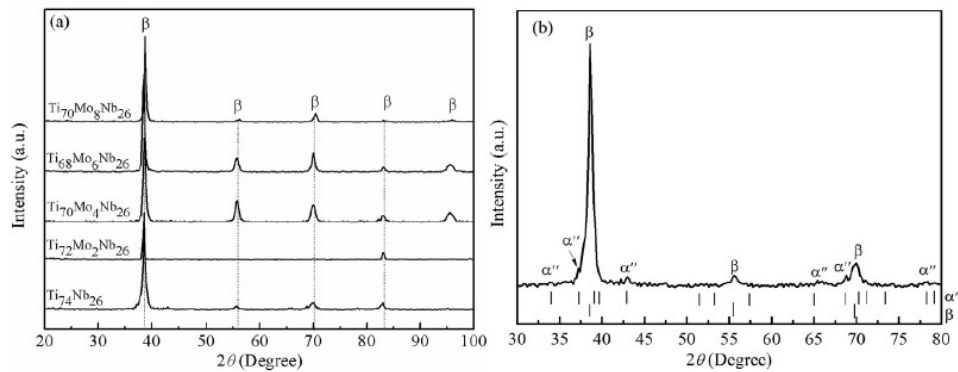 (a)
β
Ti70Mo8Nb26
β
β
β
β
Ti68Mo6Nb26
Ti70Mo4Nb26
Ti72Mo2Nb26
Ti74Nb26
Intensity (a.u.)
20 30 40 50 60 70 80 90 100
2θ (Degree)
(b)
β
α″
α″
α″
β
α″
α″
β
α″
α″
β
Intensity (a.u.)
30 35 40 45 50 55 60 65 70 75 80
2θ (Degree)